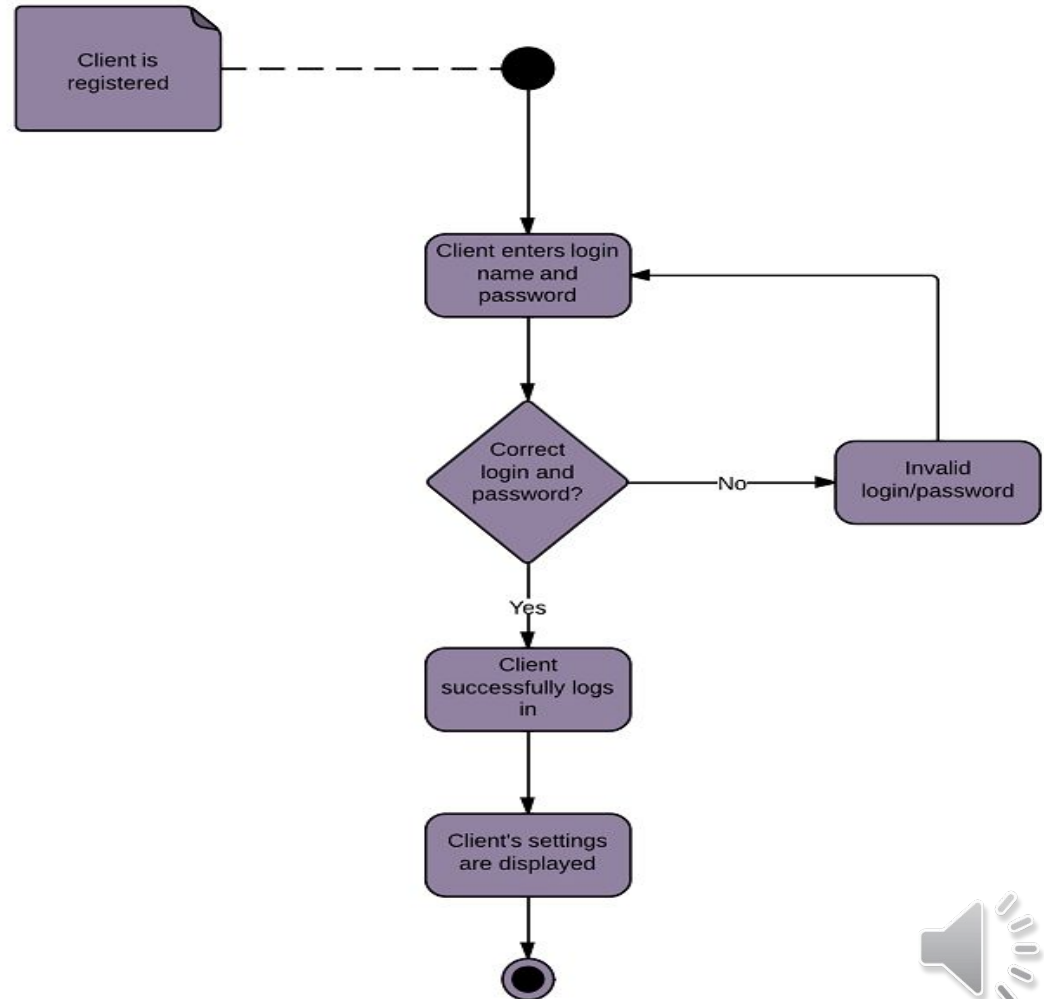 Client is
registered
Client enters login
name and
password
Correct
login and
password?
No
Invalid
login/password
Yes
Client
successfully logs
in
Client's settings
are displayed